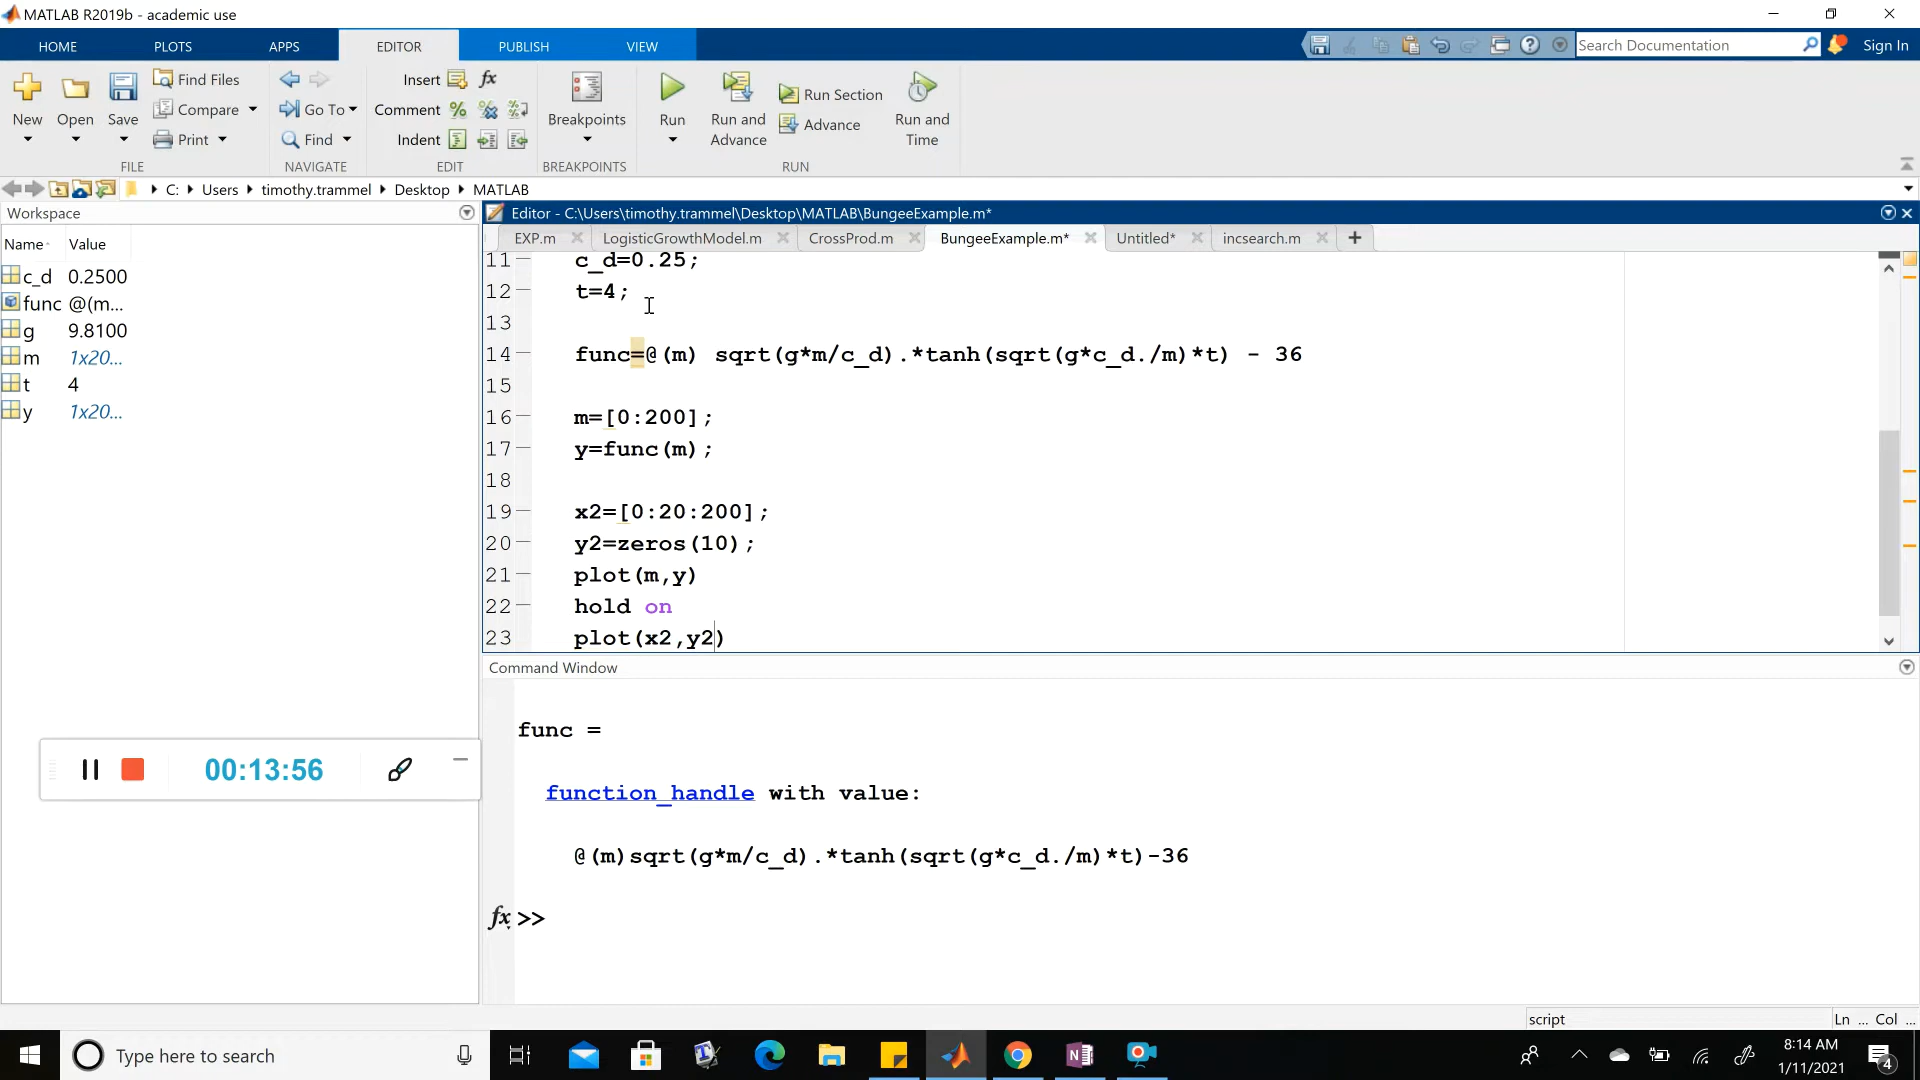 MATLAB R2019b - academic use
HOME PLOTS APPS EDITOR PUBLISH VIEW
Search Documentation
Sign In
New Open Save
Find Files
Compare
Print
FILE
Go To
Find
NAVIGATE
Insert fx
Comment
Indent
EDIT
Breakpoints
BREAKPOINTS
Run
Run and Advance
Run Section
Advance
Run and Time
RUN
C: Users timothy.trammel Desktop MATLAB
Workspace
Name Value
c_d 0.2500
func @(m...
g 9.8100
m 1x20...
t 4
y 1x20...
Editor - C:\Users\timothy.trammel\Desktop\MATLAB\BungeeExample.m*
EXP.m LogisticGrowthModel.m CrossProd.m BungeeExample.m* Untitled* incsearch.m
11 c_d=0.25;
12 t=4;
13
14 func=@(m) sqrt(g*m/c_d).*tanh(sqrt(g*c_d./m)*t) - 36
15
16 m=[0:200];
17 y=func(m);
18
19 x2=[0:20:200];
20 y2=zeros(10);
21 plot(m,y)
22 hold on
23 plot(x2,y2)
Command Window
func =
function_handle with value:
@(m)sqrt(g*m/c_d).*tanh(sqrt(g*c_d./m)*t)-36
fx >>
00:13:56
script
Ln ... Col ...
Type here to search
8:14 AM
1/11/2021
4